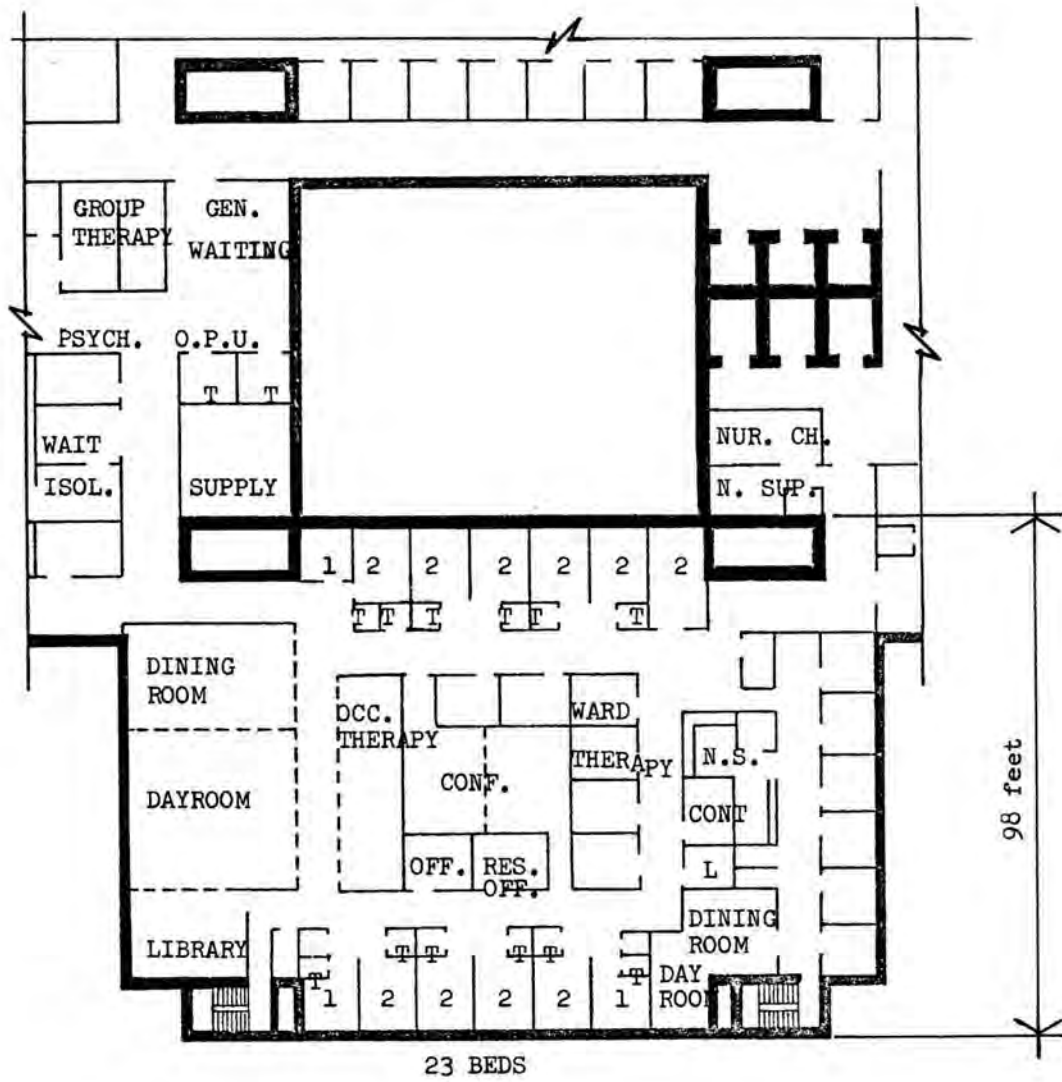 GROUP
THERAPY
GEN.
WAITING
PSYCH. O.P.U.
T T
WAIT
ISOL.
SUPPLY
NUR. CH.
N. SUP.
1 2 2 2 2 2 2
T T T T T T
DINING
ROOM
OCC.
THERAPY
WARD
THERAPY
N.S.
DAYROOM
CONF.
CONT
98 feet
OFF.
RES.
OFF.
L
LIBRARY
DINING
ROOM
DAY
ROOM
T T T T T T
1 2 2 2 2 1
23 BEDS